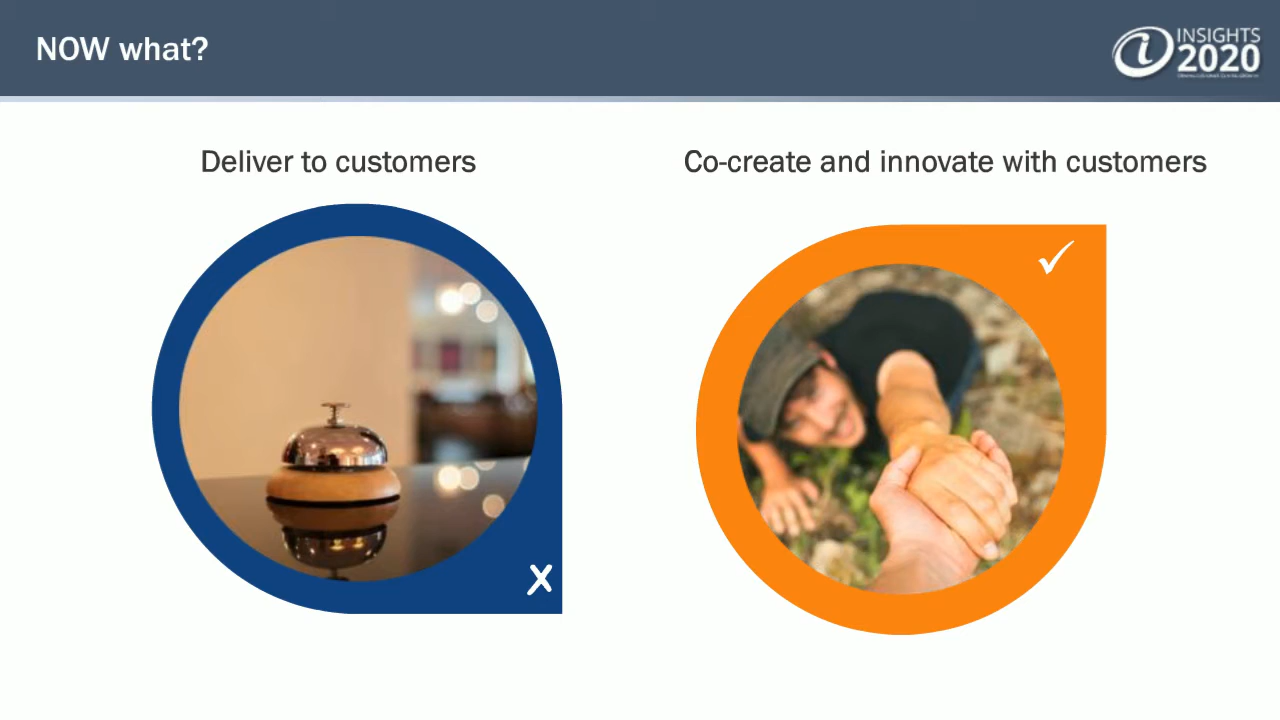 NOW what?
INSIGHTS
2020
Deliver to customers
Co-create and innovate with customers
✓
X